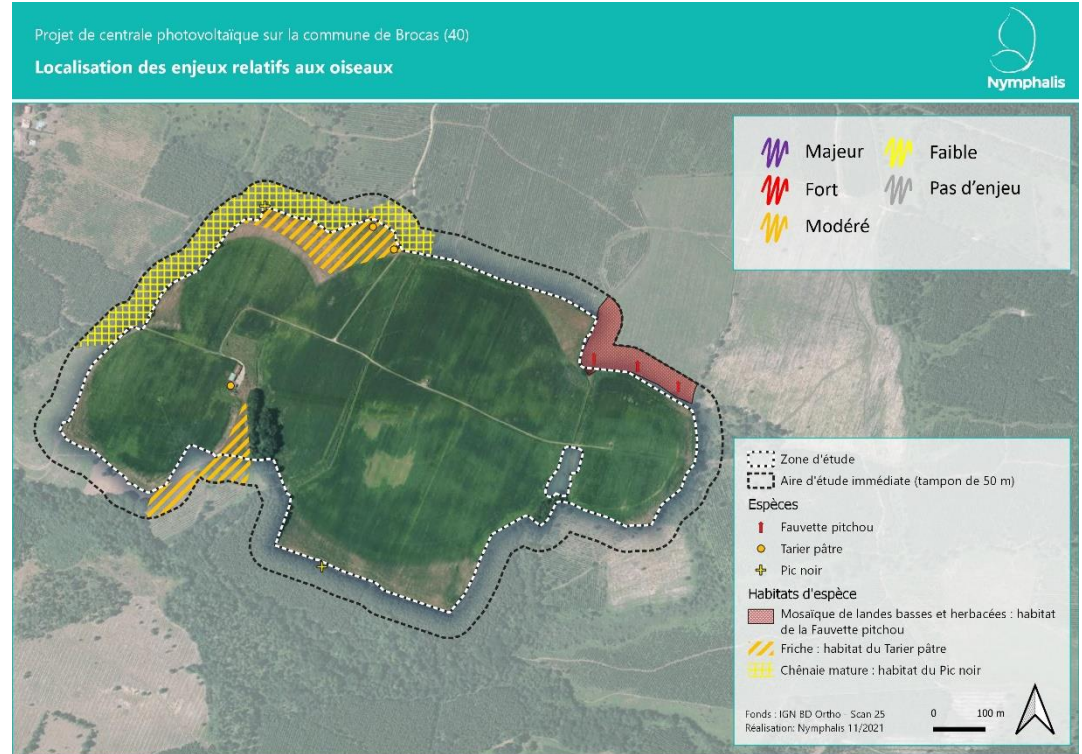 Projet de centrale photovoltaïque sur la commune de Brocas (40)
Localisation des enjeux relatifs aux oiseaux
Nymphalis
Majeur
Faible
Fort
Pas d'enjeu
Modéré
Zone d'étude
Aire d'étude immédiate (tampon de 50 m)
Espèces
Fauvette pitchou
Tarier pâtre
Pic noir
Habitats d'espèce
Mosaïque de landes basses et herbacées : habitat
de la Fauvette pitchou
Friche : habitat du Tarier pâtre
Chênaie mature : habitat du Pic noir
Fonds : IGN BD Ortho - Scan 25
Réalisation: Nymphalis 11/2021
0 100 m